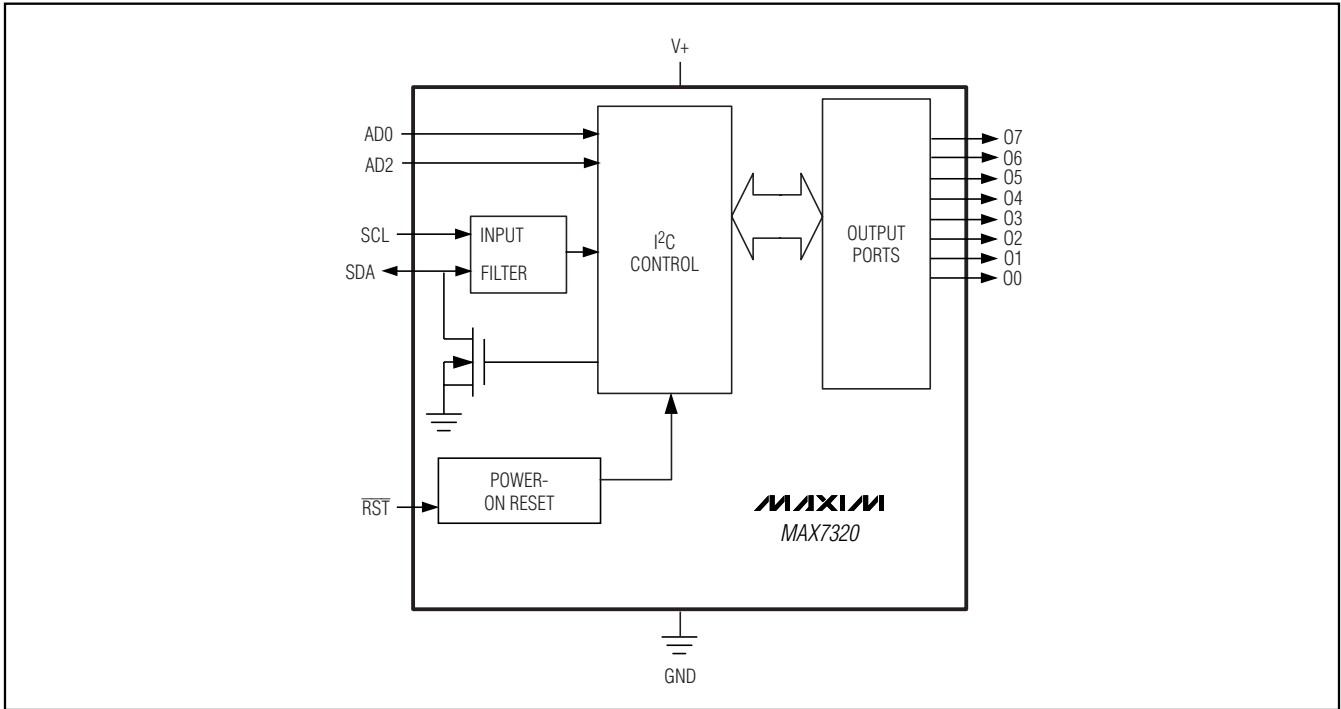 V+
AD0
AD2
SCL
SDA
INPUT
FILTER
I²C
CONTROL
OUTPUT
PORTS
O7
O6
O5
O4
O3
O2
O1
O0
RST
POWER-
ON RESET
MAXIM
MAX7320
GND